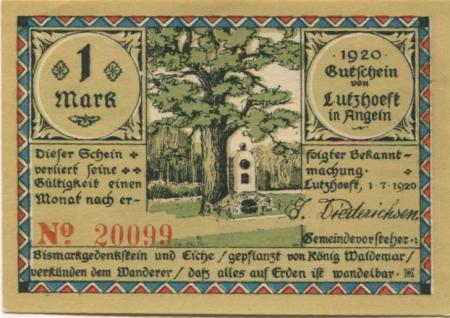 1
Mark
· 1920 ·
Gutschein
von
Lutzhoeft
in Angeln
Dieser Schein
verliert seine
Gültigkeit einen
Monat nach er-
folgter Bekannt-
machung.
Lutzhoeft, 1·7·1920
J. Diederichsen
Gemeindevorsteher
No 20099
Bismarckgedenkstein und Eiche / gepflanzt von König Waldemar /
verkünden dem Wanderer / daß alles auf Erden ist wandelbar